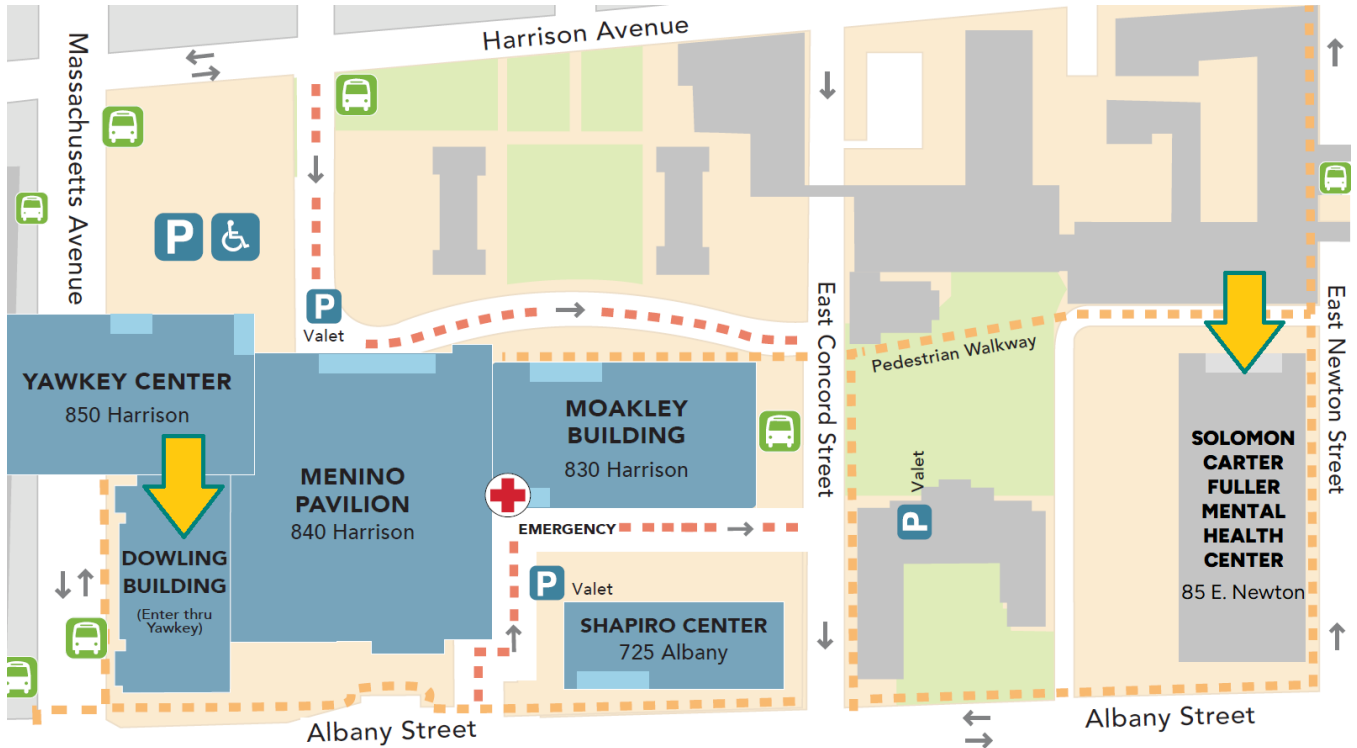 Harrison Avenue
Massachusetts Avenue
P
P
Valet
East Concord Street
Pedestrian Walkway
East Newton Street
YAWKEY CENTER
850 Harrison
MENINO
PAVILION
840 Harrison
MOAKLEY
BUILDING
830 Harrison
EMERGENCY
DOWLING
BUILDING
(Enter thru
Yawkey)
P
Valet
SHAPIRO CENTER
725 Albany
Valet
P
SOLOMON
CARTER
FULLER
MENTAL
HEALTH
CENTER
85 E. Newton
Albany Street
Albany Street